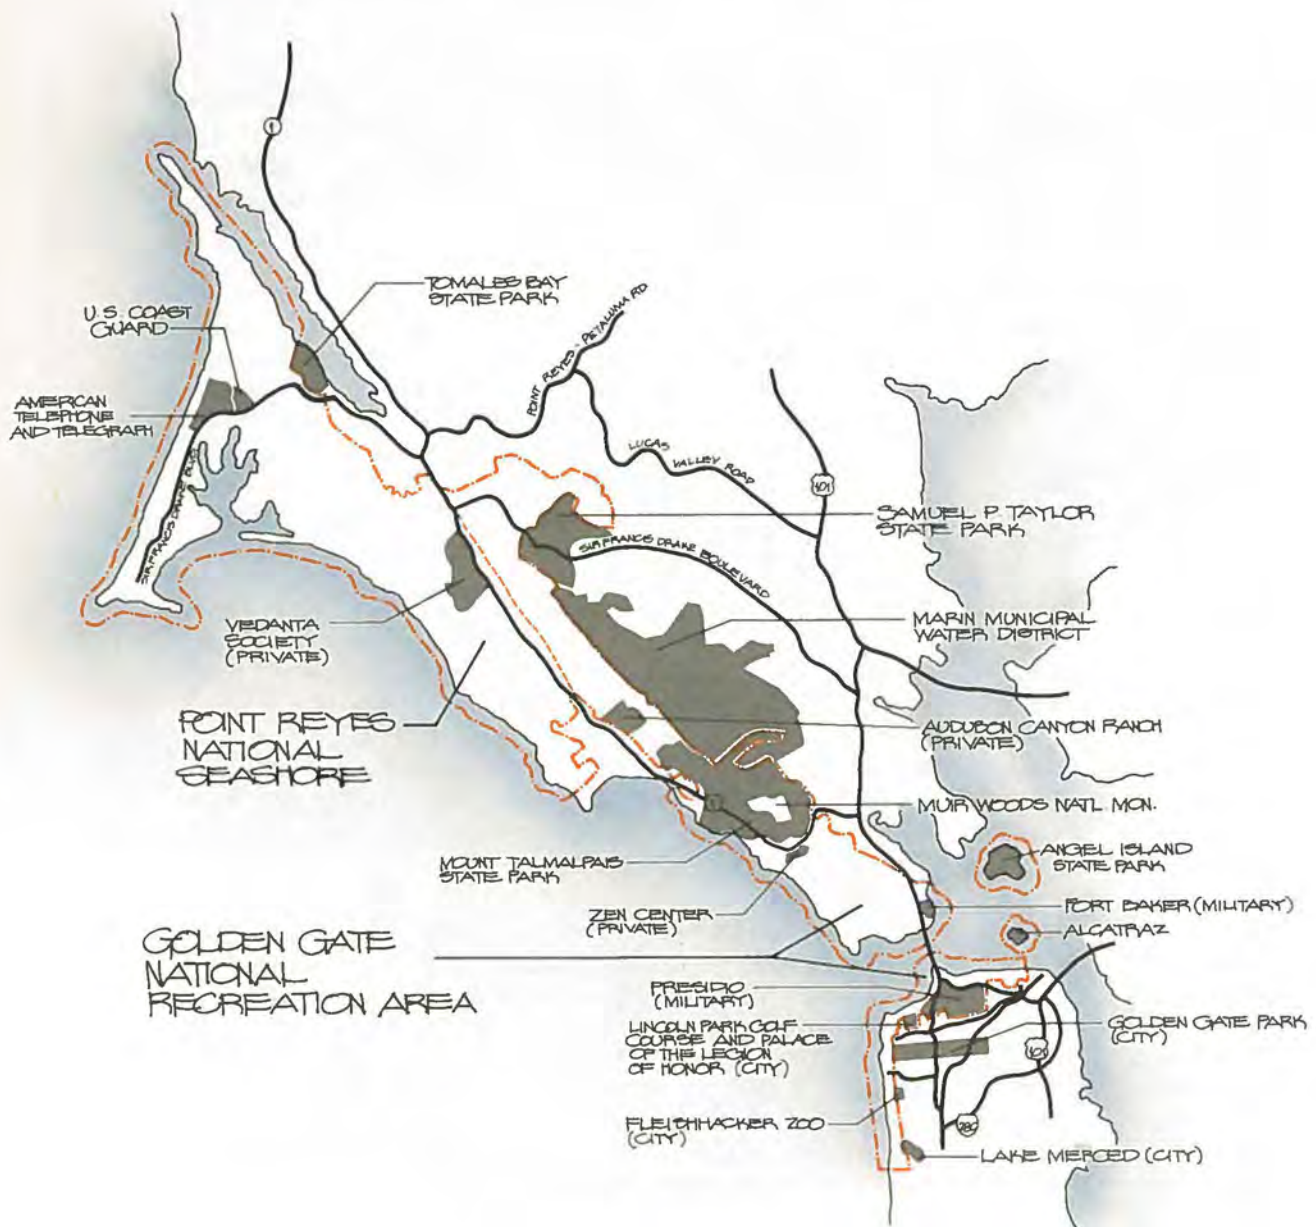 1
TOMALES BAY
STATE PARK
U.S. COAST
GUARD
AMERICAN
TELEPHONE
AND TELEGRAPH
SIR FRANCIS DRAKE BLVD.
POINT REYES - PETALUMA RD
LUCAS VALLEY ROAD
101
SAMUEL P. TAYLOR
STATE PARK
SIR FRANCIS DRAKE BOULEVARD
VEDANTA
SOCIETY
(PRIVATE)
MARIN MUNICIPAL
WATER DISTRICT
POINT REYES
NATIONAL
SEASHORE
AUDUBON CANYON RANCH
(PRIVATE)
1
MUIR WOODS NATL. MON.
MOUNT TALMALPAIS
STATE PARK
ANGEL ISLAND
STATE PARK
ZEN CENTER
(PRIVATE)
FORT BAKER (MILITARY)
ALCATRAZ
GOLDEN GATE
NATIONAL
RECREATION AREA
PRESIDIO
(MILITARY)
LINCOLN PARK GOLF
COURSE AND PALACE
OF THE LEGION
OF HONOR (CITY)
GOLDEN GATE PARK
(CITY)
101
FLEISHHACKER ZOO
(CITY)
280
LAKE MERCED (CITY)